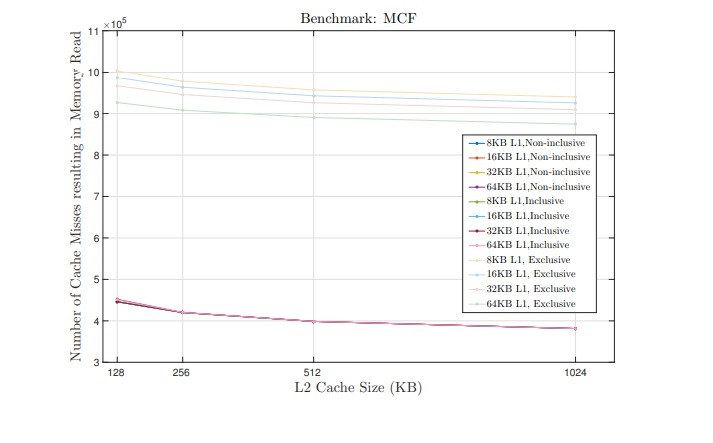 Benchmark: MCF
×10⁵
11
10
9
8
7
6
5
4
3
Number of Cache Misses resulting in Memory Read
128
256
512
1024
L2 Cache Size (KB)
8KB L1,Non-inclusive
16KB L1,Non-inclusive
32KB L1,Non-inclusive
64KB L1,Non-inclusive
8KB L1,Inclusive
16KB L1,Inclusive
32KB L1,Inclusive
64KB L1,Inclusive
8KB L1, Exclusive
16KB L1, Exclusive
32KB L1, Exclusive
64KB L1, Exclusive